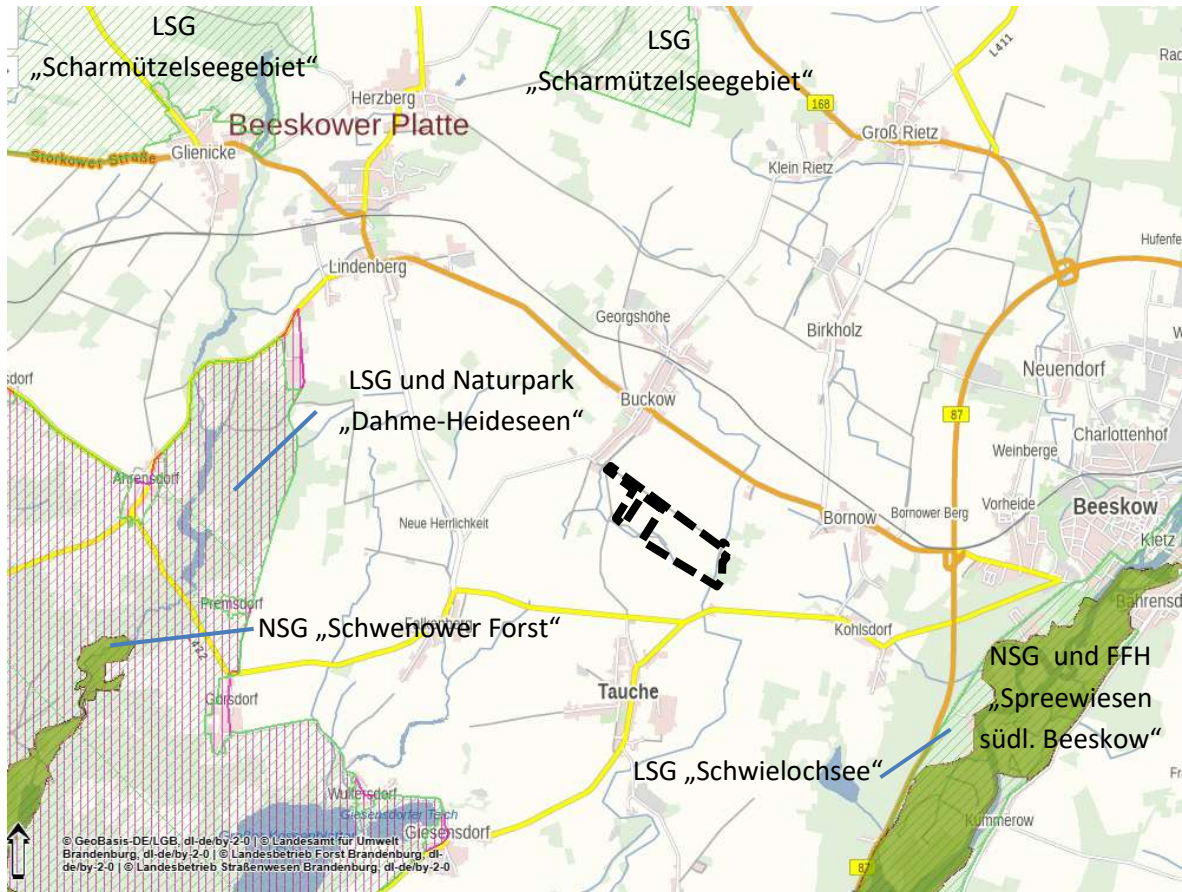 LSG
„Scharmützelseegebiet“
LSG
„Scharmützelseegebiet“
L411
Herzberg
168
Beeskower Platte
Groß Rietz
Storkower Straße
Glienicke
Klein Rietz
Lindenberg
Georgshöhe
Birkholz
Neuendorf
LSG und Naturpark
„Dahme-Heideseen“
Buckow
87
Charlottenhof
Weinberge
Ahrensdorf
Vorheide
Beeskow
Neue Herrlichkeit
Bornow
Bornower Berg
Kietz
Premsdorf
NSG „Schwenower Forst“
Falkenberg
Kohlsdorf
Görsdorf
Tauche
NSG und FFH
„Spreewiesen
südl. Beeskow“
LSG „Schwielochsee“
Wulfersdorf
Giesensdorfer Teich
Giesensdorf
Kummerow
87
© GeoBasis-DE/LGB, dl-de/by-2-0 | © Landesamt für Umwelt
Brandenburg, dl-de/by-2-0 | © Landesbetrieb Forst Brandenburg, dl-
de/by-2-0 | © Landesbetrieb Straßenwesen Brandenburg, dl-de/by-2-0